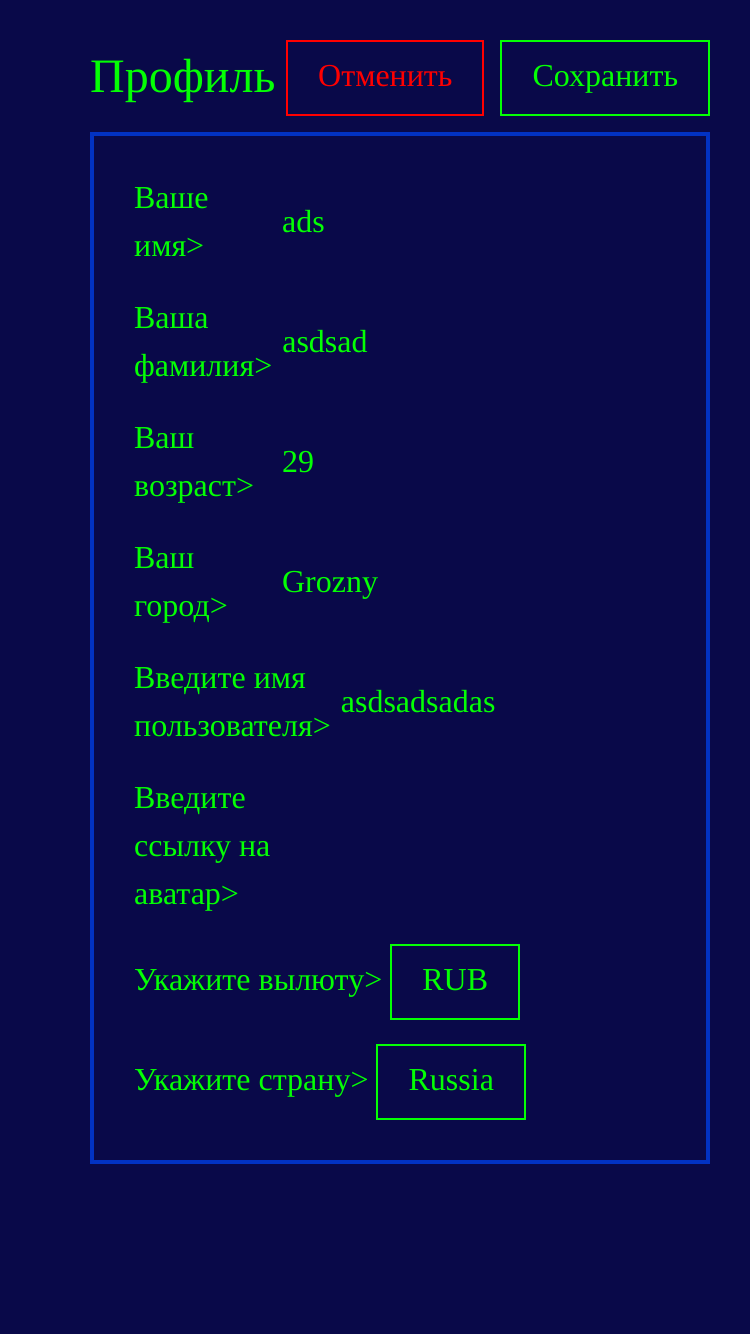 Профиль Отменить Сохранить
Ваше
имя>
ads
Ваша
фамилия>
asdsad
Ваш
возраст>
29
Ваш
город>
Grozny
Введите имя
пользователя>
asdsadsadas
Введите
ссылку на
аватар>
Укажите вылюту> RUB
Укажите страну> Russia